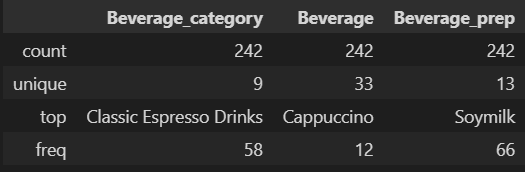 Beverage_category Beverage Beverage_prep
count 242 242 242
unique 9 33 13
top Classic Espresso Drinks Cappuccino Soymilk
freq 58 12 66